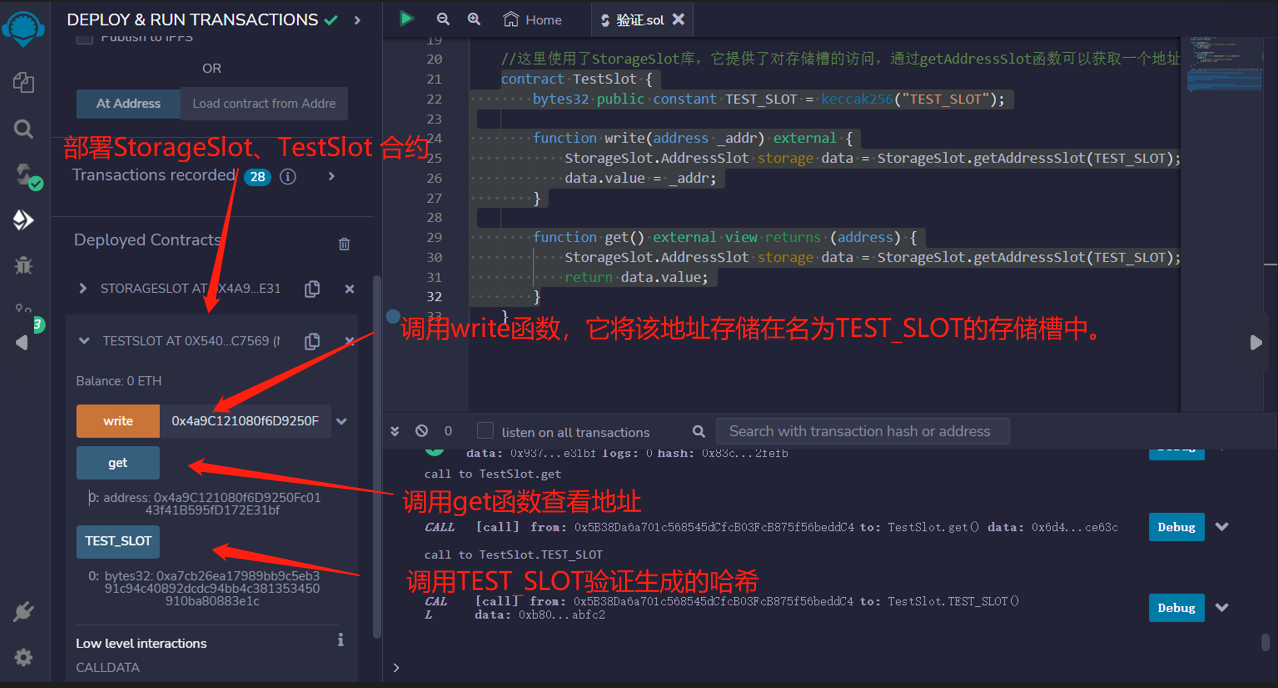 DEPLOY & RUN TRANSACTIONS
Publish to IPFS
OR
At Address
Load contract from Addre
部署StorageSlot、TestSlot 合约
Transactions recorded 28 i
Deployed Contracts
STORAGESLOT AT 0X4A9...E31
3
TESTSLOT AT 0X540...C7569 (
Balance: 0 ETH
write 0x4a9C121080f6D9250F
get
0: address: 0x4a9C121080f6D9250Fc01
43f41B595fD172E31bf
TEST_SLOT
0: bytes32: 0xa7cb26ea17989bb9c5eb3
91c94c40892dcdc94bb4c381353450
910ba80883e1c
Low level interactions i
CALLDATA
Home 验证.sol
19
20 //这里使用了StorageSlot库，它提供了对存储槽的访问，通过getAddressSlot函数可以获取一个地址
21 contract TestSlot {
22 bytes32 public constant TEST_SLOT = keccak256("TEST_SLOT");
23
24 function write(address _addr) external {
25 StorageSlot.AddressSlot storage data = StorageSlot.getAddressSlot(TEST_SLOT);
26 data.value = _addr;
27 }
28
29 function get() external view returns (address) {
30 StorageSlot.AddressSlot storage data = StorageSlot.getAddressSlot(TEST_SLOT);
31 return data.value;
32 }
33 }
调用write函数，它将该地址存储在名为TEST_SLOT的存储槽中。
0 listen on all transactions Search with transaction hash or address
data: 0x937...e31bf logs: 0 hash: 0x83c...2fefb Debug
call to TestSlot.get
调用get函数查看地址
CALL [call] from: 0x5B38Da6a701c568545dCfcB03FcB875f56beddC4 to: TestSlot.get() data: 0x6d4...ce63c Debug
call to TestSlot.TEST_SLOT
调用TEST_SLOT验证生成的哈希
CAL [call] from: 0x5B38Da6a701c568545dCfcB03FcB875f56beddC4 to: TestSlot.TEST_SLOT() Debug
L data: 0xb80...abfc2
>